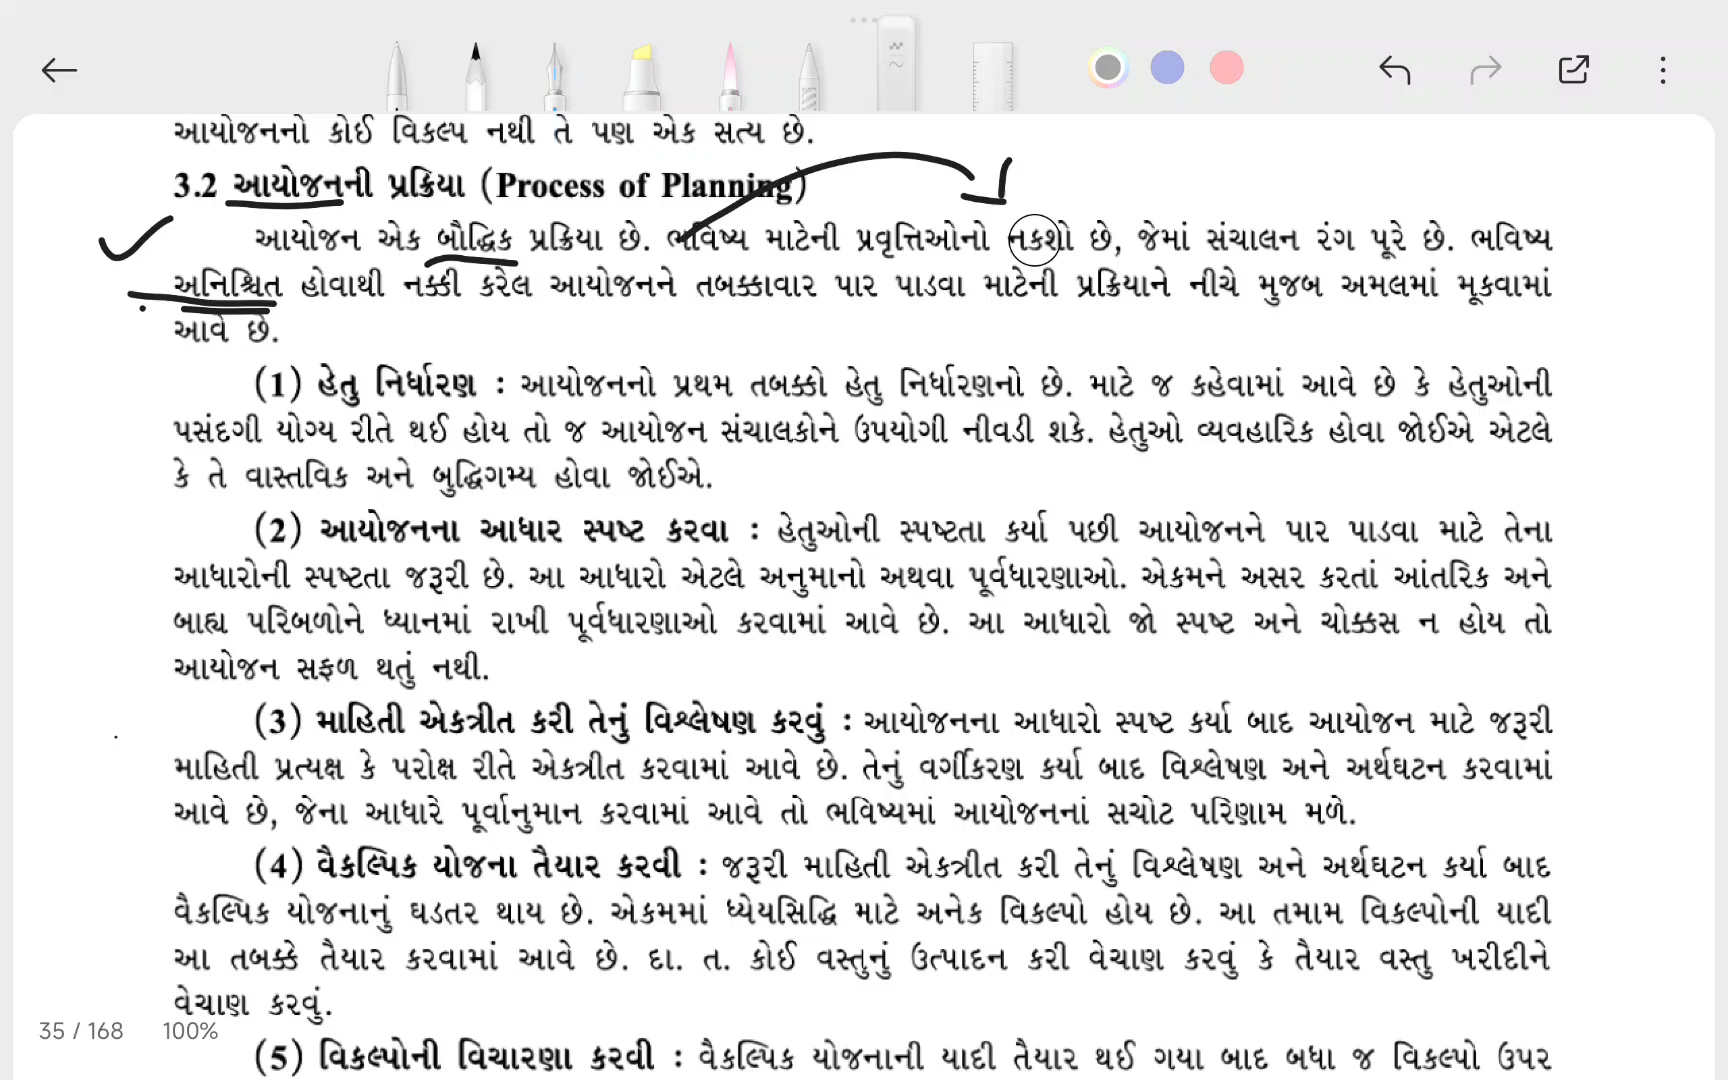 આયોજનનો કોઈ વિકલ્પ નથી તે પણ એક સત્ય છે.
3.2 આયોજનની પ્રક્રિયા (Process of Planning)
આયોજન એક બૌદ્ધિક પ્રક્રિયા છે. ભવિષ્ય માટેની પ્રવૃત્તિઓનો નકશો છે, જેમાં સંચાલન રંગ પૂરે છે. ભવિષ્ય
અનિશ્ચિત હોવાથી નક્કી કરેલ આયોજનને તબક્કાવાર પાર પાડવા માટેની પ્રક્રિયાને નીચે મુજબ અમલમાં મૂકવામાં
આવે છે.
(1) હેતુ નિર્ધારણ : આયોજનનો પ્રથમ તબક્કો હેતુ નિર્ધારણનો છે. માટે જ કહેવામાં આવે છે કે હેતુઓની
પસંદગી યોગ્ય રીતે થઈ હોય તો જ આયોજન સંચાલકોને ઉપયોગી નીવડી શકે. હેતુઓ વ્યવહારિક હોવા જોઈએ એટલે
કે તે વાસ્તવિક અને બુદ્ધિગમ્ય હોવા જોઈએ.
(2) આયોજનના આધાર સ્પષ્ટ કરવા : હેતુઓની સ્પષ્ટતા કર્યા પછી આયોજનને પાર પાડવા માટે તેના
આધારોની સ્પષ્ટતા જરૂરી છે. આ આધારો એટલે અનુમાનો અથવા પૂર્વધારણાઓ. એકમને અસર કરતાં આંતરિક અને
બાહ્ય પરિબળોને ધ્યાનમાં રાખી પૂર્વધારણાઓ કરવામાં આવે છે. આ આધારો જો સ્પષ્ટ અને ચોક્કસ ન હોય તો
આયોજન સફળ થતું નથી.
(3) માહિતી એકત્રીત કરી તેનું વિશ્લેષણ કરવું : આયોજનના આધારો સ્પષ્ટ કર્યા બાદ આયોજન માટે જરૂરી
માહિતી પ્રત્યક્ષ કે પરોક્ષ રીતે એકત્રીત કરવામાં આવે છે. તેનું વર્ગીકરણ કર્યા બાદ વિશ્લેષણ અને અર્થઘટન કરવામાં
આવે છે, જેના આધારે પૂર્વાનુમાન કરવામાં આવે તો ભવિષ્યમાં આયોજનનાં સચોટ પરિણામ મળે.
(4) વૈકલ્પિક યોજના તૈયાર કરવી : જરૂરી માહિતી એકત્રીત કરી તેનું વિશ્લેષણ અને અર્થઘટન કર્યા બાદ
વૈકલ્પિક યોજનાનું ઘડતર થાય છે. એકમમાં ધ્યેયસિદ્ધિ માટે અનેક વિકલ્પો હોય છે. આ તમામ વિકલ્પોની યાદી
આ તબક્કે તૈયાર કરવામાં આવે છે. દા. ત. કોઈ વસ્તુનું ઉત્પાદન કરી વેચાણ કરવું કે તૈયાર વસ્તુ ખરીદીને
વેચાણ કરવું.
35 / 168 100%
(5) વિકલ્પોની વિચારણા કરવી : વૈકલ્પિક યોજનાની યાદી તૈયાર થઈ ગયા બાદ બધા જ વિકલ્પો ઉપર